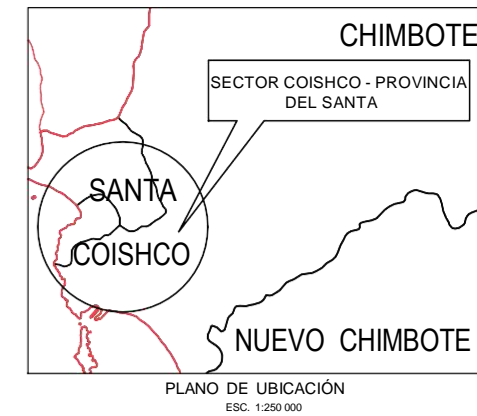 CHIMBOTE
SECTOR COISHCO - PROVINCIA
DEL SANTA
SANTA
COISHCO
NUEVO CHIMBOTE
PLANO DE UBICACIÓN
ESC. 1:250 000